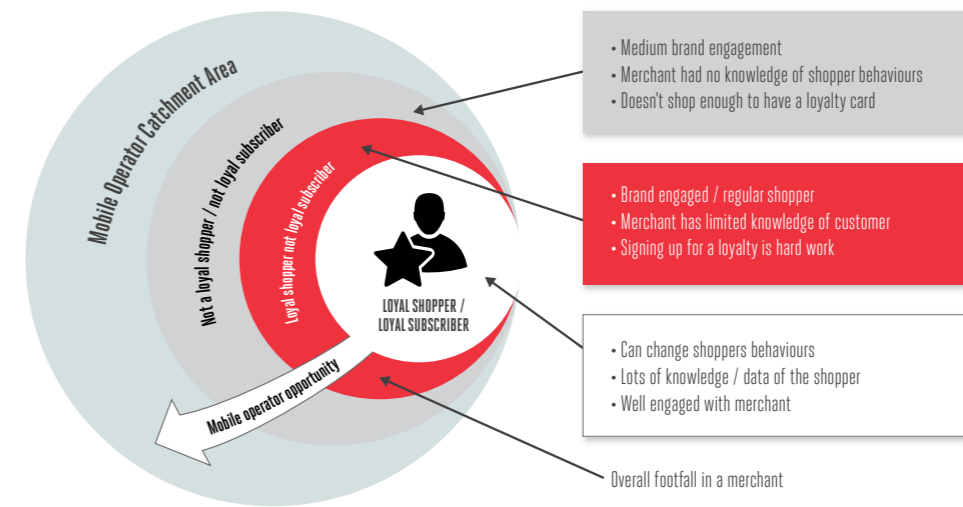 Mobile Operator Catchment Area
Not a loyal shopper / not loyal subscriber
Loyal shopper not loyal subscriber
LOYAL SHOPPER /
LOYAL SUBSCRIBER
Mobile operator opportunity
• Medium brand engagement
• Merchant had no knowledge of shopper behaviours
• Doesn't shop enough to have a loyalty card
• Brand engaged / regular shopper
• Merchant has limited knowledge of customer
• Signing up for a loyalty is hard work
• Can change shoppers behaviours
• Lots of knowledge / data of the shopper
• Well engaged with merchant
Overall footfall in a merchant